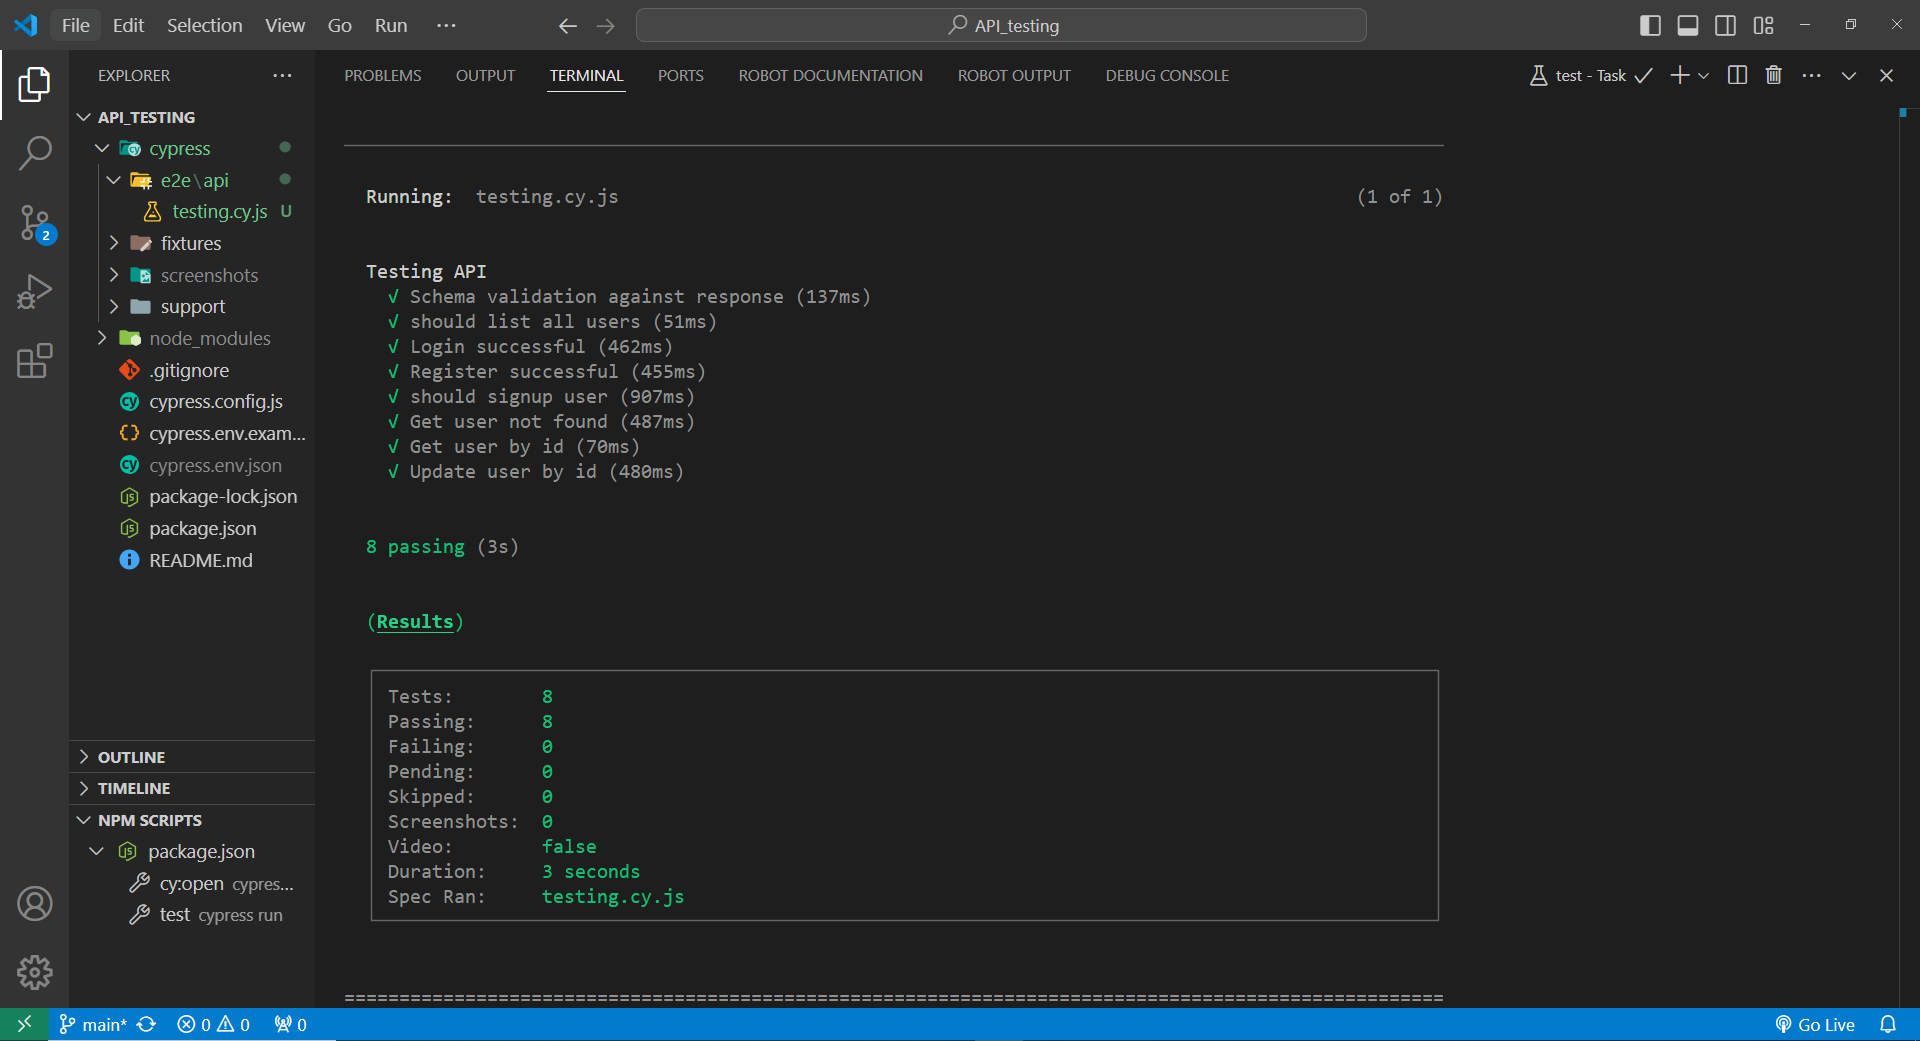 File Edit Selection View Go Run ···
API_testing
EXPLORER ···
API_TESTING
cypress
e2e\api
testing.cy.js U
fixtures
screenshots
support
node_modules
.gitignore
cypress.config.js
cypress.env.exam...
cypress.env.json
package-lock.json
package.json
README.md
OUTLINE
TIMELINE
NPM SCRIPTS
package.json
cy:open cypres...
test cypress run
2
PROBLEMS OUTPUT TERMINAL PORTS ROBOT DOCUMENTATION ROBOT OUTPUT DEBUG CONSOLE
test - Task ✓
Running: testing.cy.js (1 of 1)
Testing API
√ Schema validation against response (137ms)
√ should list all users (51ms)
√ Login successful (462ms)
√ Register successful (455ms)
√ should signup user (907ms)
√ Get user not found (487ms)
√ Get user by id (70ms)
√ Update user by id (480ms)
8 passing (3s)
(Results)
Tests: 8
Passing: 8
Failing: 0
Pending: 0
Skipped: 0
Screenshots: 0
Video: false
Duration: 3 seconds
Spec Ran: testing.cy.js
====================================================================================================
main* 0 0 0 Go Live